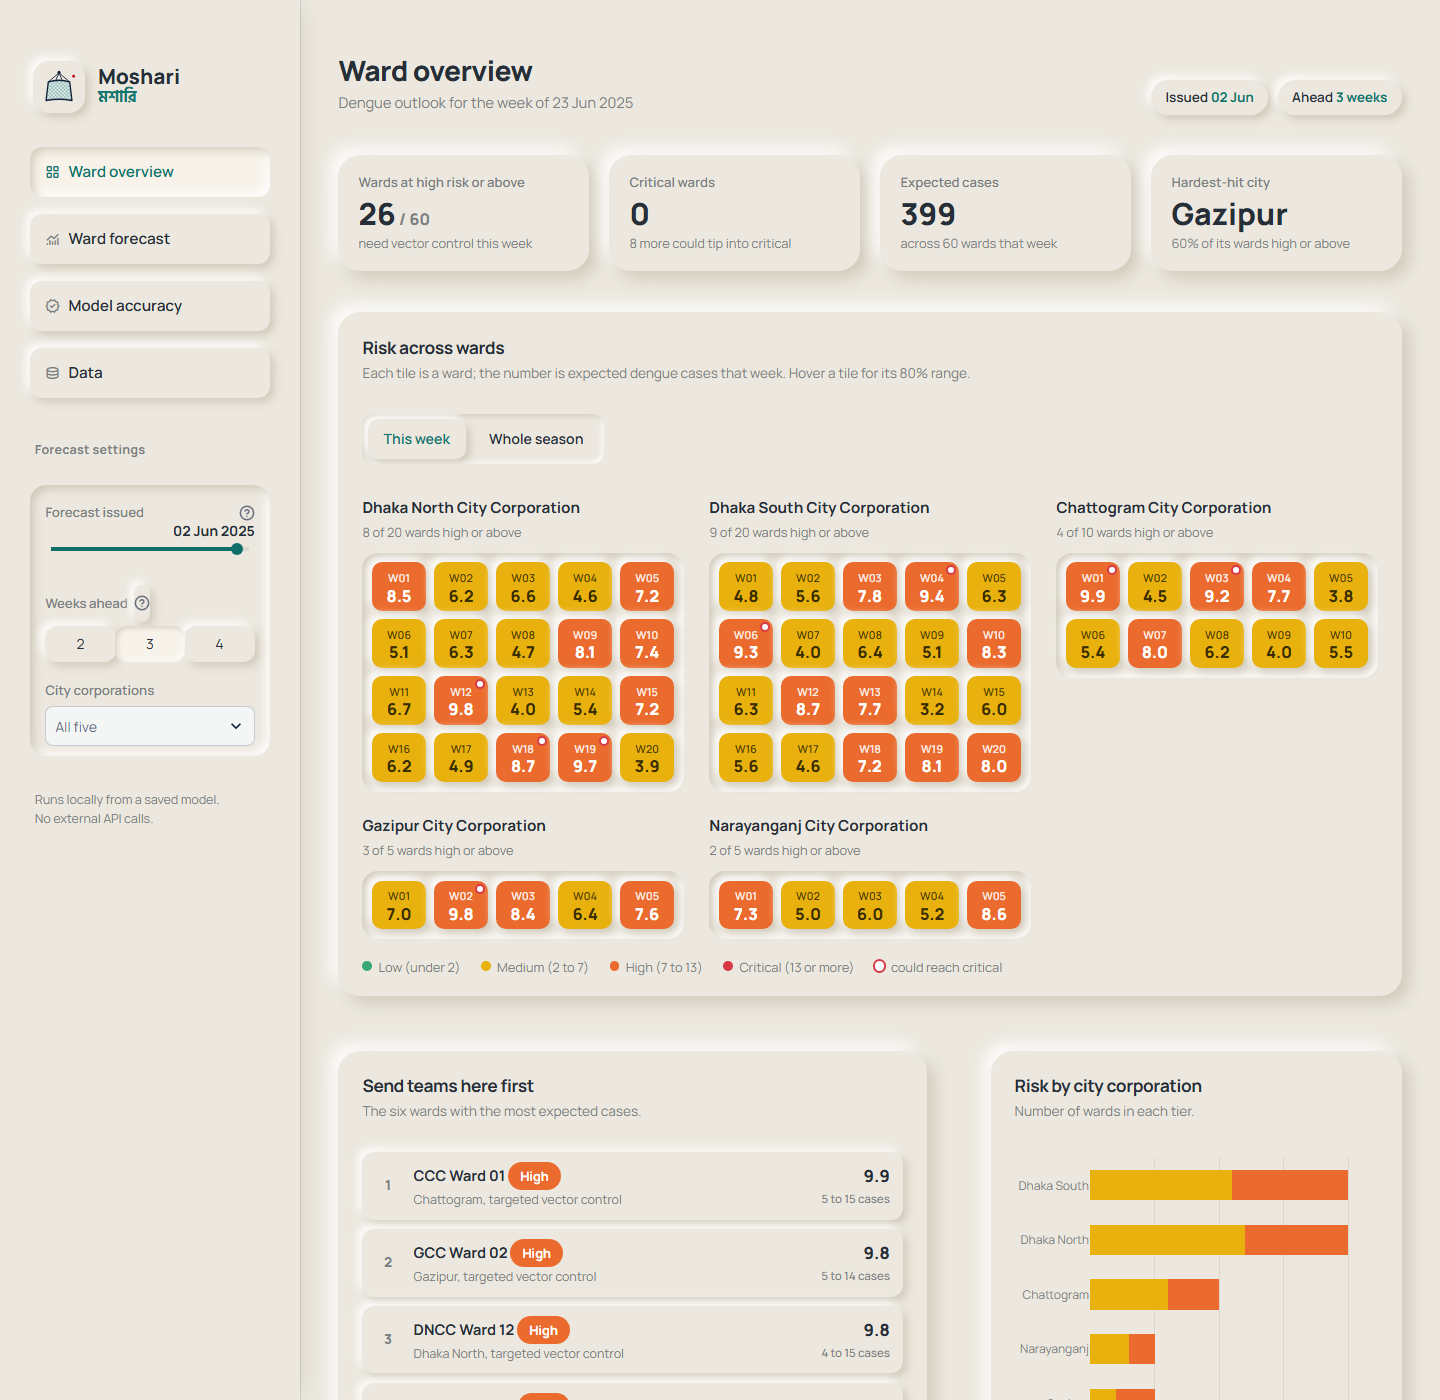 Moshari
মশারি
Ward overview
Ward forecast
Model accuracy
Data
Forecast settings
Forecast issued
02 Jun 2025
Weeks ahead
2 3 4
City corporations
All five
Runs locally from a saved model.
No external API calls.
Ward overview
Dengue outlook for the week of 23 Jun 2025
Issued 02 Jun
Ahead 3 weeks
Wards at high risk or above
26 / 60
need vector control this week
Critical wards
0
8 more could tip into critical
Expected cases
399
across 60 wards that week
Hardest-hit city
Gazipur
60% of its wards high or above
Risk across wards
Each tile is a ward; the number is expected dengue cases that week. Hover a tile for its 80% range.
This week Whole season
Dhaka North City Corporation
8 of 20 wards high or above
W01 W02 W03 W04 W05
8.5 6.2 6.6 4.6 7.2
W06 W07 W08 W09 W10
5.1 6.3 4.7 8.1 7.4
W11 W12 W13 W14 W15
6.7 9.8 4.0 5.4 7.2
W16 W17 W18 W19 W20
6.2 4.9 8.7 9.7 3.9
Dhaka South City Corporation
9 of 20 wards high or above
W01 W02 W03 W04 W05
4.8 5.6 7.8 9.4 6.3
W06 W07 W08 W09 W10
9.3 4.0 6.4 5.1 8.3
W11 W12 W13 W14 W15
6.3 8.7 7.7 3.2 6.0
W16 W17 W18 W19 W20
5.6 4.6 7.2 8.1 8.0
Chattogram City Corporation
4 of 10 wards high or above
W01 W02 W03 W04 W05
9.9 4.5 9.2 7.7 3.8
W06 W07 W08 W09 W10
5.4 8.0 6.2 4.0 5.5
Gazipur City Corporation
3 of 5 wards high or above
W01 W02 W03 W04 W05
7.0 9.8 8.4 6.4 7.6
Narayanganj City Corporation
2 of 5 wards high or above
W01 W02 W03 W04 W05
7.3 5.0 6.0 5.2 8.6
Low (under 2) Medium (2 to 7) High (7 to 13) Critical (13 or more) could reach critical
Send teams here first
The six wards with the most expected cases.
1 CCC Ward 01 High 9.9
Chattogram, targeted vector control 5 to 15 cases
2 GCC Ward 02 High 9.8
Gazipur, targeted vector control 5 to 14 cases
3 DNCC Ward 12 High 9.8
Dhaka North, targeted vector control 4 to 15 cases
Risk by city corporation
Number of wards in each tier.
Dhaka South
Dhaka North
Chattogram
Narayanganj